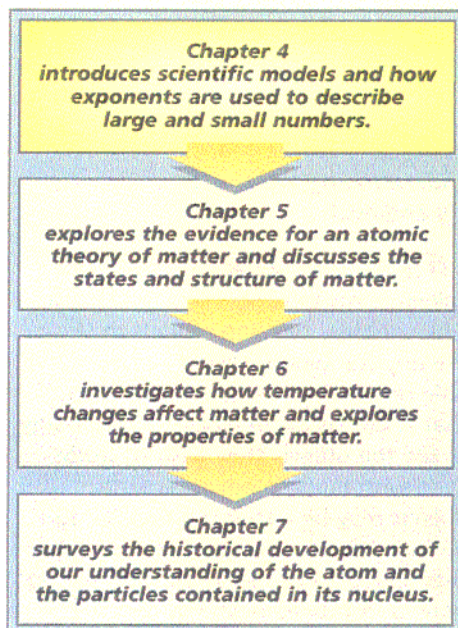 Chapter 4
introduces scientific models and how
exponents are used to describe
large and small numbers.
Chapter 5
explores the evidence for an atomic
theory of matter and discusses the
states and structure of matter.
Chapter 6
investigates how temperature
changes affect matter and explores
the properties of matter.
Chapter 7
surveys the historical development of
our understanding of the atom and
the particles contained in its nucleus.